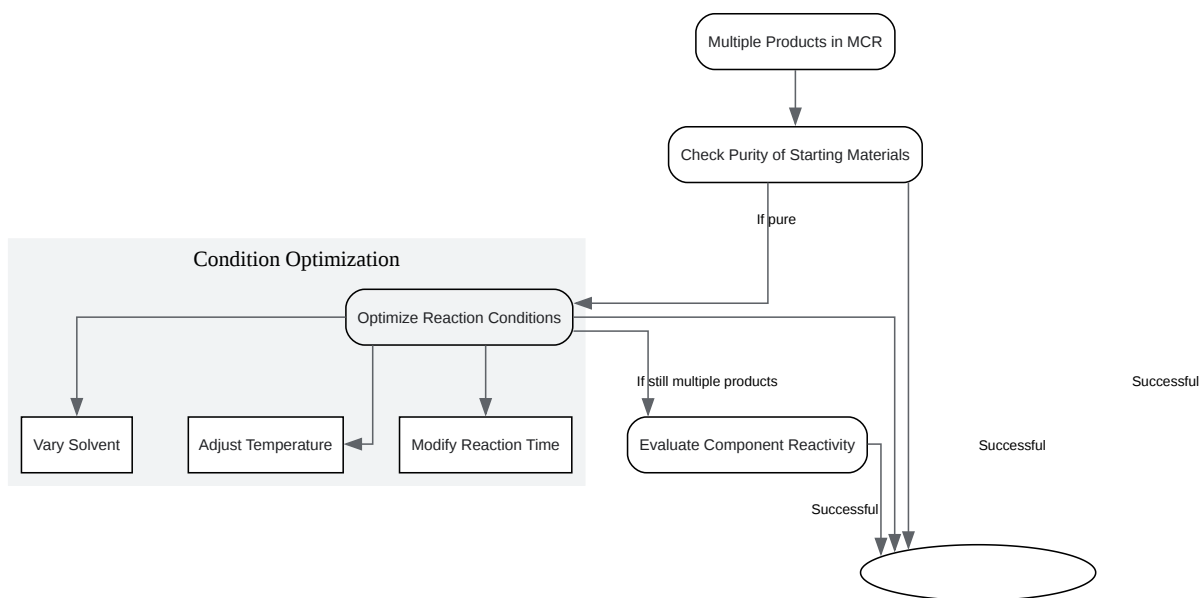 Multiple Products in MCR
Check Purity of Starting Materials
If pure
Condition Optimization
Optimize Reaction Conditions
If still multiple products
Successful
Vary Solvent
Adjust Temperature
Modify Reaction Time
Evaluate Component Reactivity
Successful
Successful